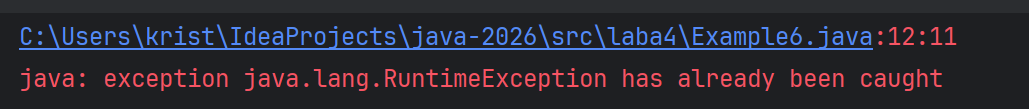 C:\Users\krist\IdeaProjects\java-2026\src\laba4\Example6.java:12:11
java: exception java.lang.RuntimeException has already been caught